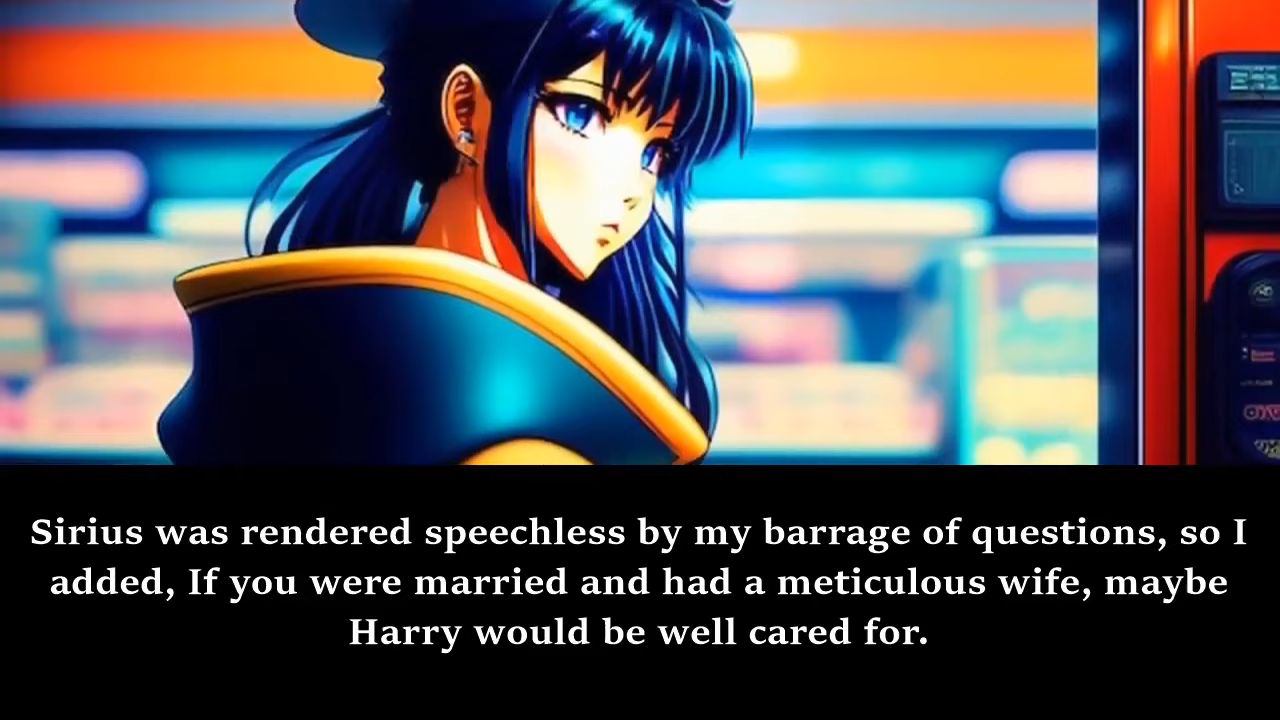 Sirius was rendered speechless by my barrage of questions, so I
added, If you were married and had a meticulous wife, maybe
Harry would be well cared for.